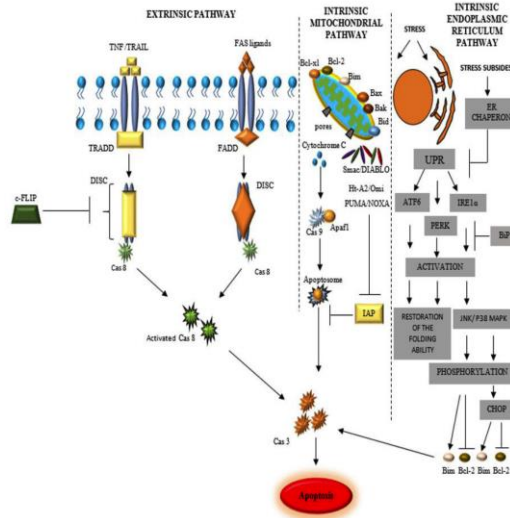 EXTRINSIC PATHWAY
TNF/TRAIL
FAS ligands
TRADD
FADD
DISC
DISC
c-FLIP
Cas 8
Cas 8
Activated Cas 8
INTRINSIC
MITOCHONDRIAL
PATHWAY
Bcl-xl
Bcl-2
Bim
Bax
Bak
Bid
pores
Cytochrome C
Smac/DIABLO
Ht-A2/Omi
PUMA/NOXA
Cas 9
Apaf1
Apoptosome
IAP
Cas 3
Apoptosis
INTRINSIC
ENDOPLASMIC
RETICULUM
PATHWAY
STRESS
STRESS SUBSIDES
ER
CHAPERON
UPR
ATF6
IRE1α
PERK
BiP
ACTIVATION
RESTORATION
OF THE
FOLDING
ABILITY
JNK/ P38 MAPK
PHOSPHORYLATION
CHOP
Bim
Bcl-2
Bim
Bcl-2